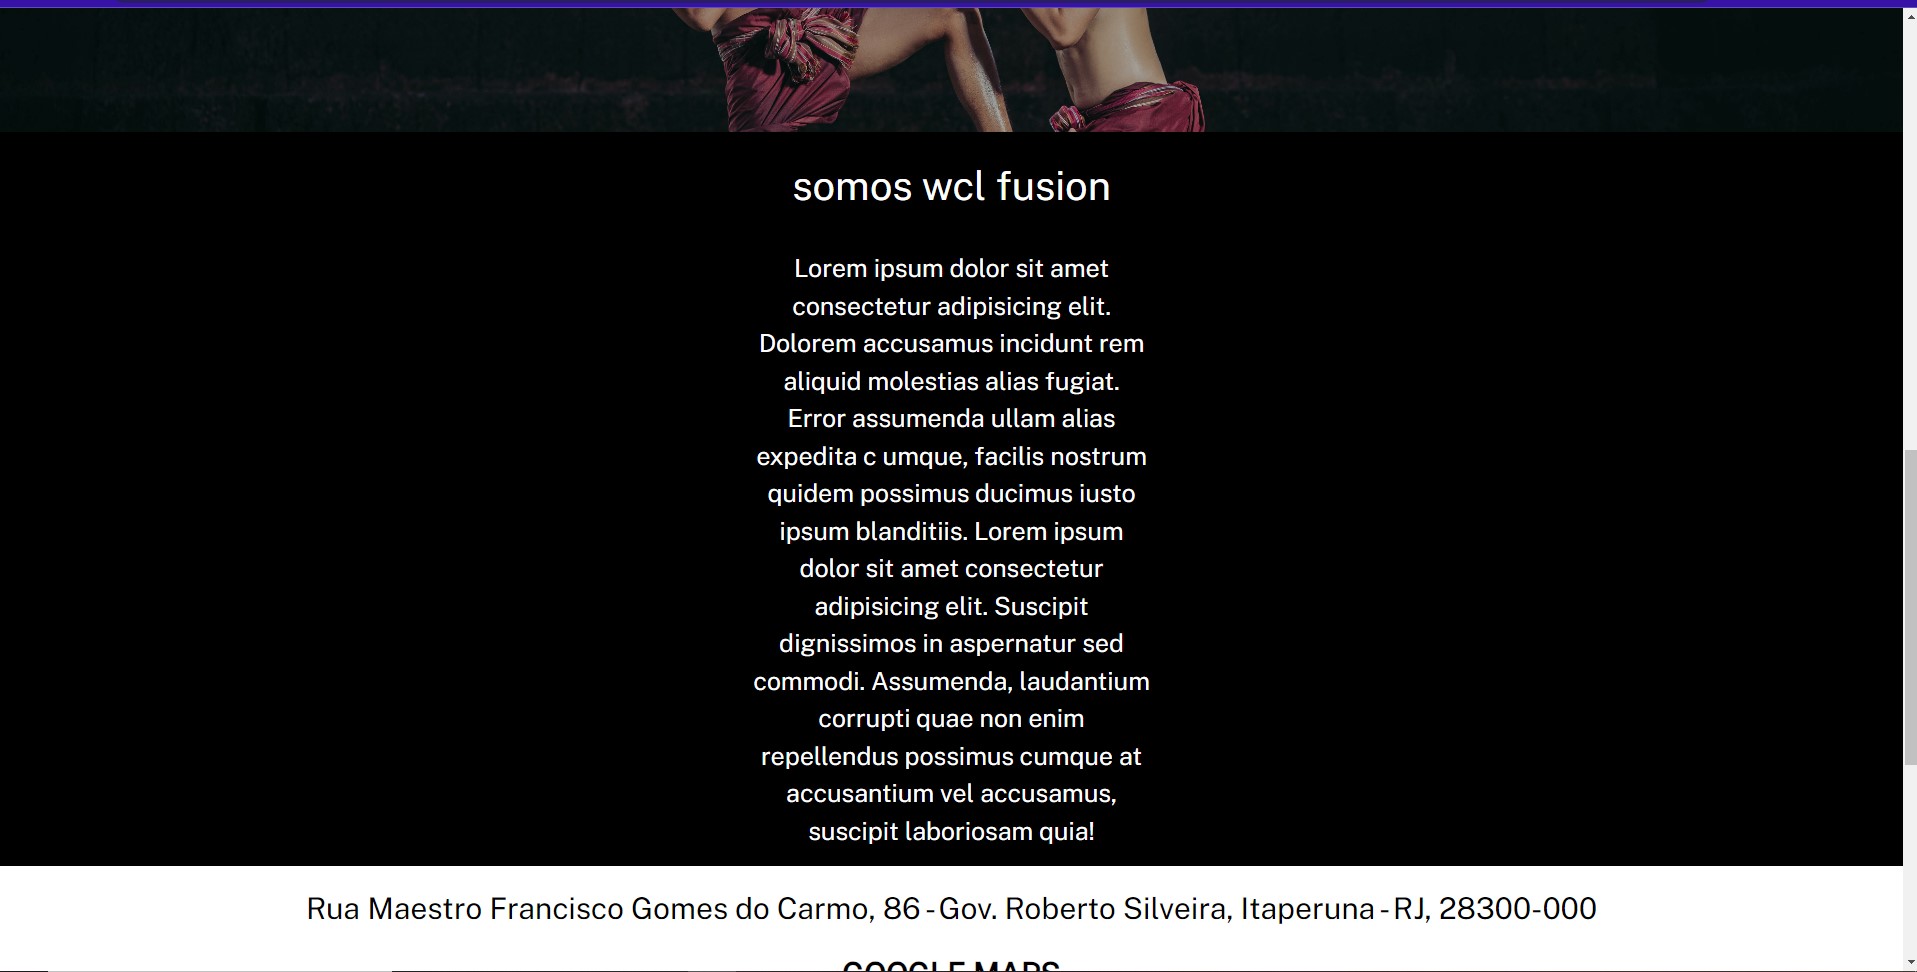 somos wcl fusion
Lorem ipsum dolor sit amet
consectetur adipisicing elit.
Dolorem accusamus incidunt rem
aliquid molestias alias fugiat.
Error assumenda ullam alias
expedita c umque, facilis nostrum
quidem possimus ducimus iusto
ipsum blanditiis. Lorem ipsum
dolor sit amet consectetur
adipisicing elit. Suscipit
dignissimos in aspernatur sed
commodi. Assumenda, laudantium
corrupti quae non enim
repellendus possimus cumque at
accusantium vel accusamus,
suscipit laboriosam quia!
Rua Maestro Francisco Gomes do Carmo, 86 - Gov. Roberto Silveira, Itaperuna - RJ, 28300-000
GOOGLE MAPS